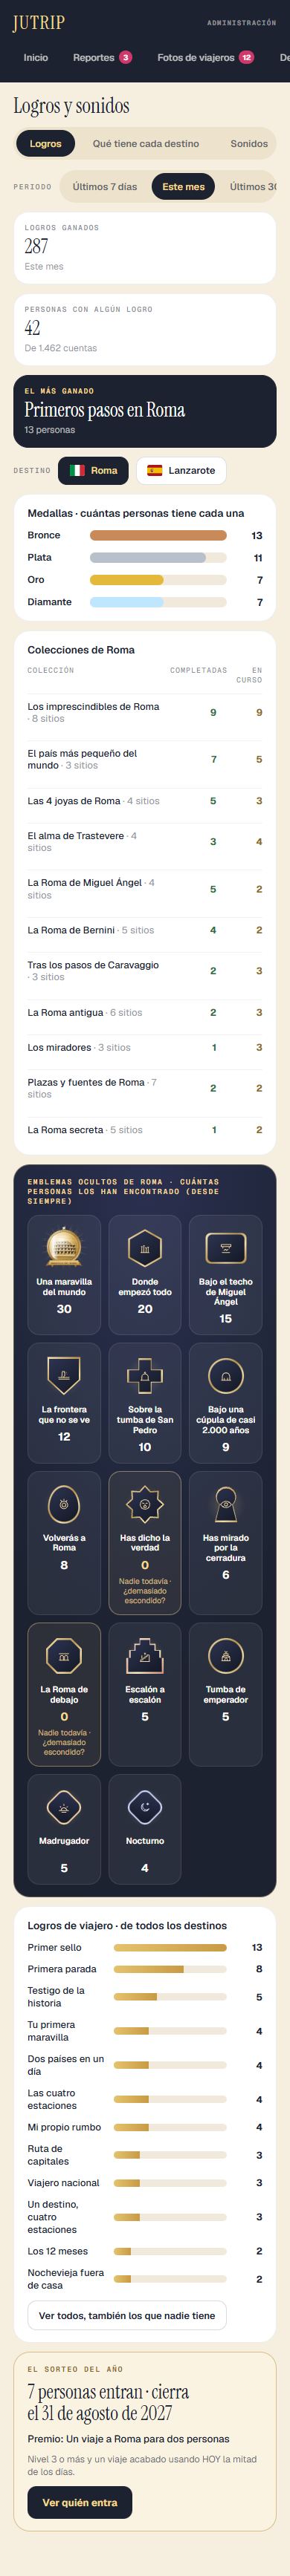 JUTRIP
ADMINISTRACIÓN
Inicio
Reportes 3
Fotos de viajeros 12
De
Logros y sonidos
Logros
Qué tiene cada destino
Sonidos
PERIODO
Últimos 7 días
Este mes
Últimos 30
LOGROS GANADOS
287
Este mes
PERSONAS CON ALGÚN LOGRO
42
De 1.462 cuentas
EL MÁS GANADO
Primeros pasos en Roma
13 personas
DESTINO
Roma
Lanzarote
Medallas · cuántas personas tiene cada una
Bronce 13
Plata 11
Oro 7
Diamante 7
Colecciones de Roma
COLECCIÓN COMPLETADAS EN
CURSO
Los imprescindibles de Roma
· 8 sitios 9 9
El país más pequeño del
mundo · 3 sitios 7 5
Las 4 joyas de Roma · 4 sitios 5 3
El alma de Trastevere · 4
sitios 3 4
La Roma de Miguel Ángel · 4
sitios 5 2
La Roma de Bernini · 5 sitios 4 2
Tras los pasos de Caravaggio
· 3 sitios 2 3
La Roma antigua · 6 sitios 2 3
Los miradores · 3 sitios 1 3
Plazas y fuentes de Roma · 7
sitios 2 2
La Roma secreta · 5 sitios 1 2
EMBLEMAS OCULTOS DE ROMA · CUÁNTAS
PERSONAS LOS HAN ENCONTRADO (DESDE
SIEMPRE)
Una maravilla
del mundo
30
Donde
empezó todo
20
Bajo el techo
de Miguel
Ángel
15
La frontera
que no se ve
12
Sobre la
tumba de San
Pedro
10
Bajo una
cúpula de casi
2.000 años
9
Volverás a
Roma
8
Has dicho la
verdad
0
Nadie todavía ·
¿demasiado
escondido?
Has mirado
por la
cerradura
6
La Roma de
debajo
0
Nadie todavía ·
¿demasiado
escondido?
Escalón a
escalón
5
Tumba de
emperador
5
Madrugador
5
Nocturno
4
Logros de viajero · de todos los destinos
Primer sello 13
Primera parada 8
Testigo de la
historia 5
Tu primera
maravilla 4
Dos países en un
día 4
Las cuatro
estaciones 4
Mi propio rumbo 4
Ruta de
capitales 3
Viajero nacional 3
Un destino,
cuatro
estaciones 3
Los 12 meses 2
Nochevieja fuera
de casa 2
Ver todos, también los que nadie tiene
EL SORTEO DEL AÑO
7 personas entran · cierra
el 31 de agosto de 2027
Premio: Un viaje a Roma para dos personas
Nivel 3 o más y un viaje acabado usando HOY la mitad
de los días.
Ver quién entra